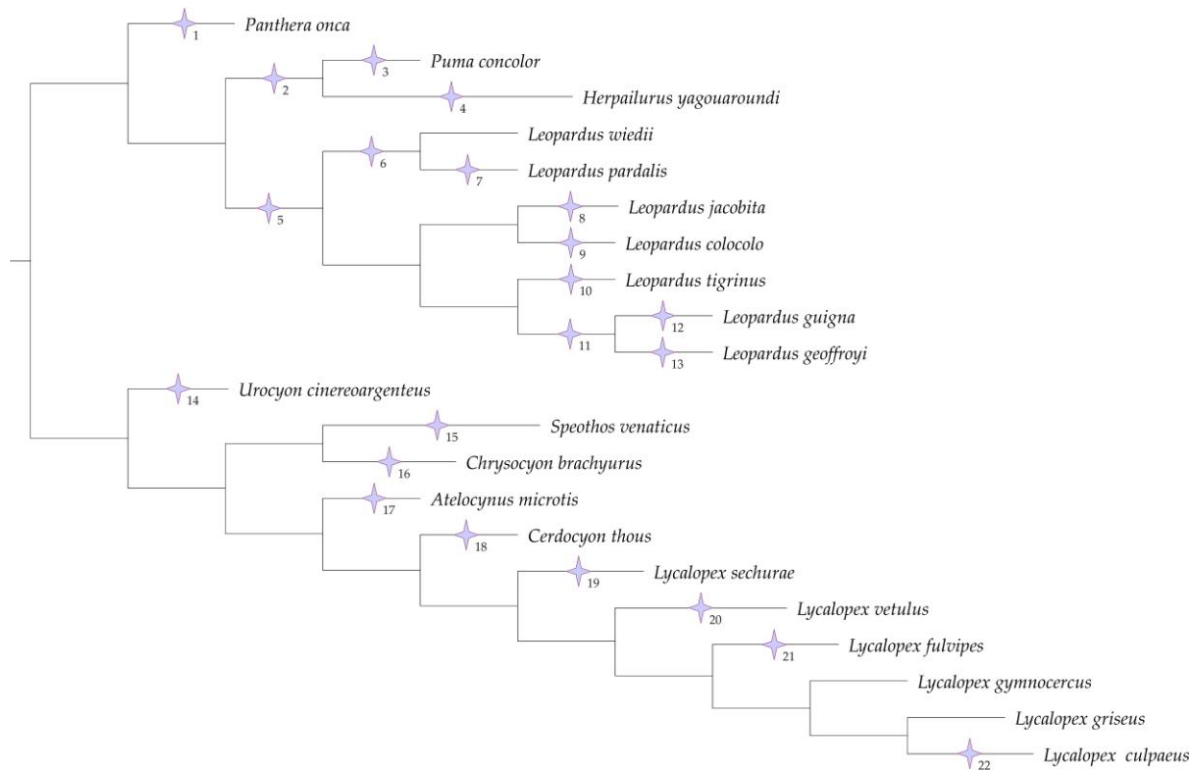 Panthera onca
1
Puma concolor
3
2
Herpailurus yagouaroundi
4
Leopardus wiedii
6
Leopardus pardalis
7
Leopardus jacobita
5
8
Leopardus colocolo
9
Leopardus tigrinus
10
Leopardus guigna
11
12
Leopardus geoffroyi
13
Urocyon cinereoargenteus
14
Speothos venaticus
15
Chrysocyon brachyurus
16
Atelocynus microtis
17
Cerdocyon thous
18
Lycalopex sechurae
19
Lycalopex vetulus
20
Lycalopex fulvipes
21
Lycalopex gymnocercus
Lycalopex griseus
Lycalopex culpaeus
22